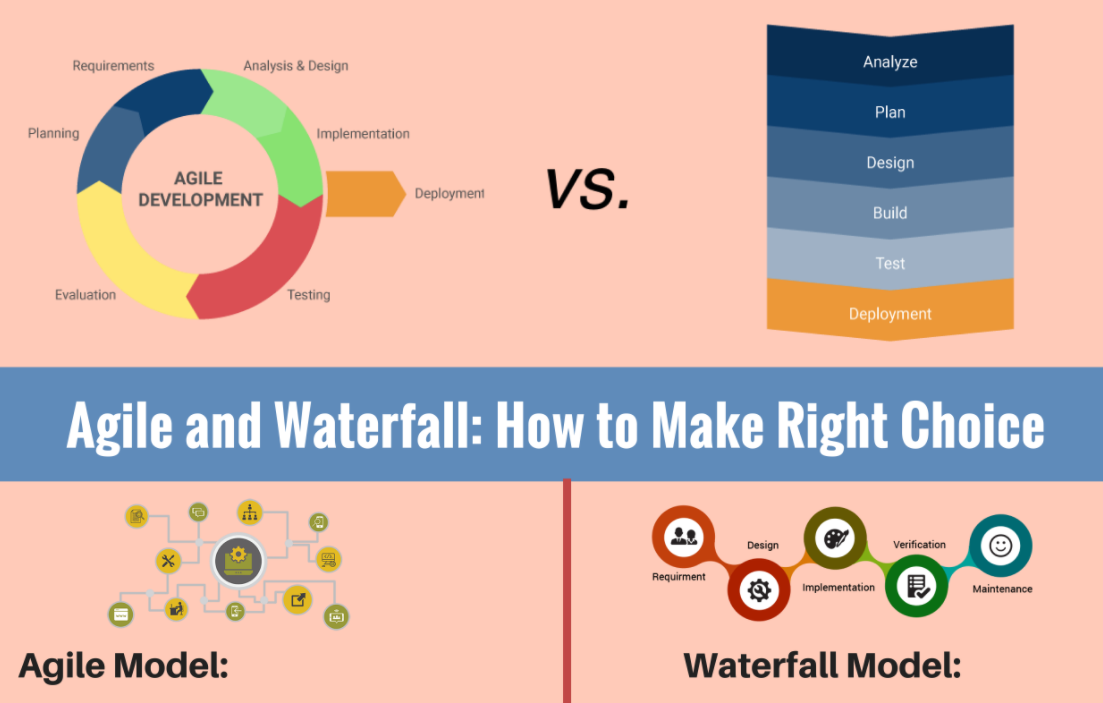 Requirements
Analysis & Design
Planning
Implementation
AGILE
DEVELOPMENT
Deployment
Evaluation
Testing
VS.
Analyze
Plan
Design
Build
Test
Deployment
Agile and Waterfall: How to Make Right Choice
Agile Model:
Requirment
Design
Implementation
Verification
Maintenance
Waterfall Model: